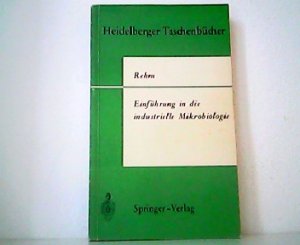 Heidelberger Taschenbücher
Rehm
Einführung in die
industrielle Mikrobiologie
Springer-Verlag